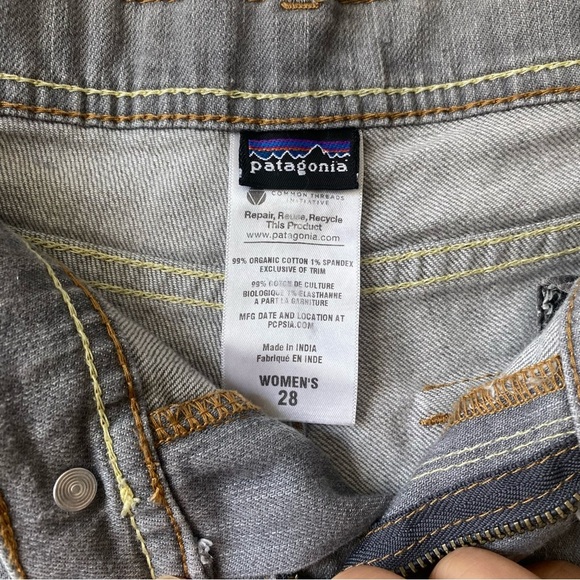 patagonia
COMMON THREADS
INITIATIVE
Repair, Reuse, Recycle
This Product
www.patagonia.com
99% ORGANIC COTTON 1% SPANDEX
EXCLUSIVE OF TRIM
99% COTON DE CULTURE
BIOLOGIQUE 1% ELASTHANNE
A PART LA GARNITURE
MFG DATE AND LOCATION AT
PCPSIA.COM
Made in INDIA
Fabriqué EN INDE
WOMEN'S
28